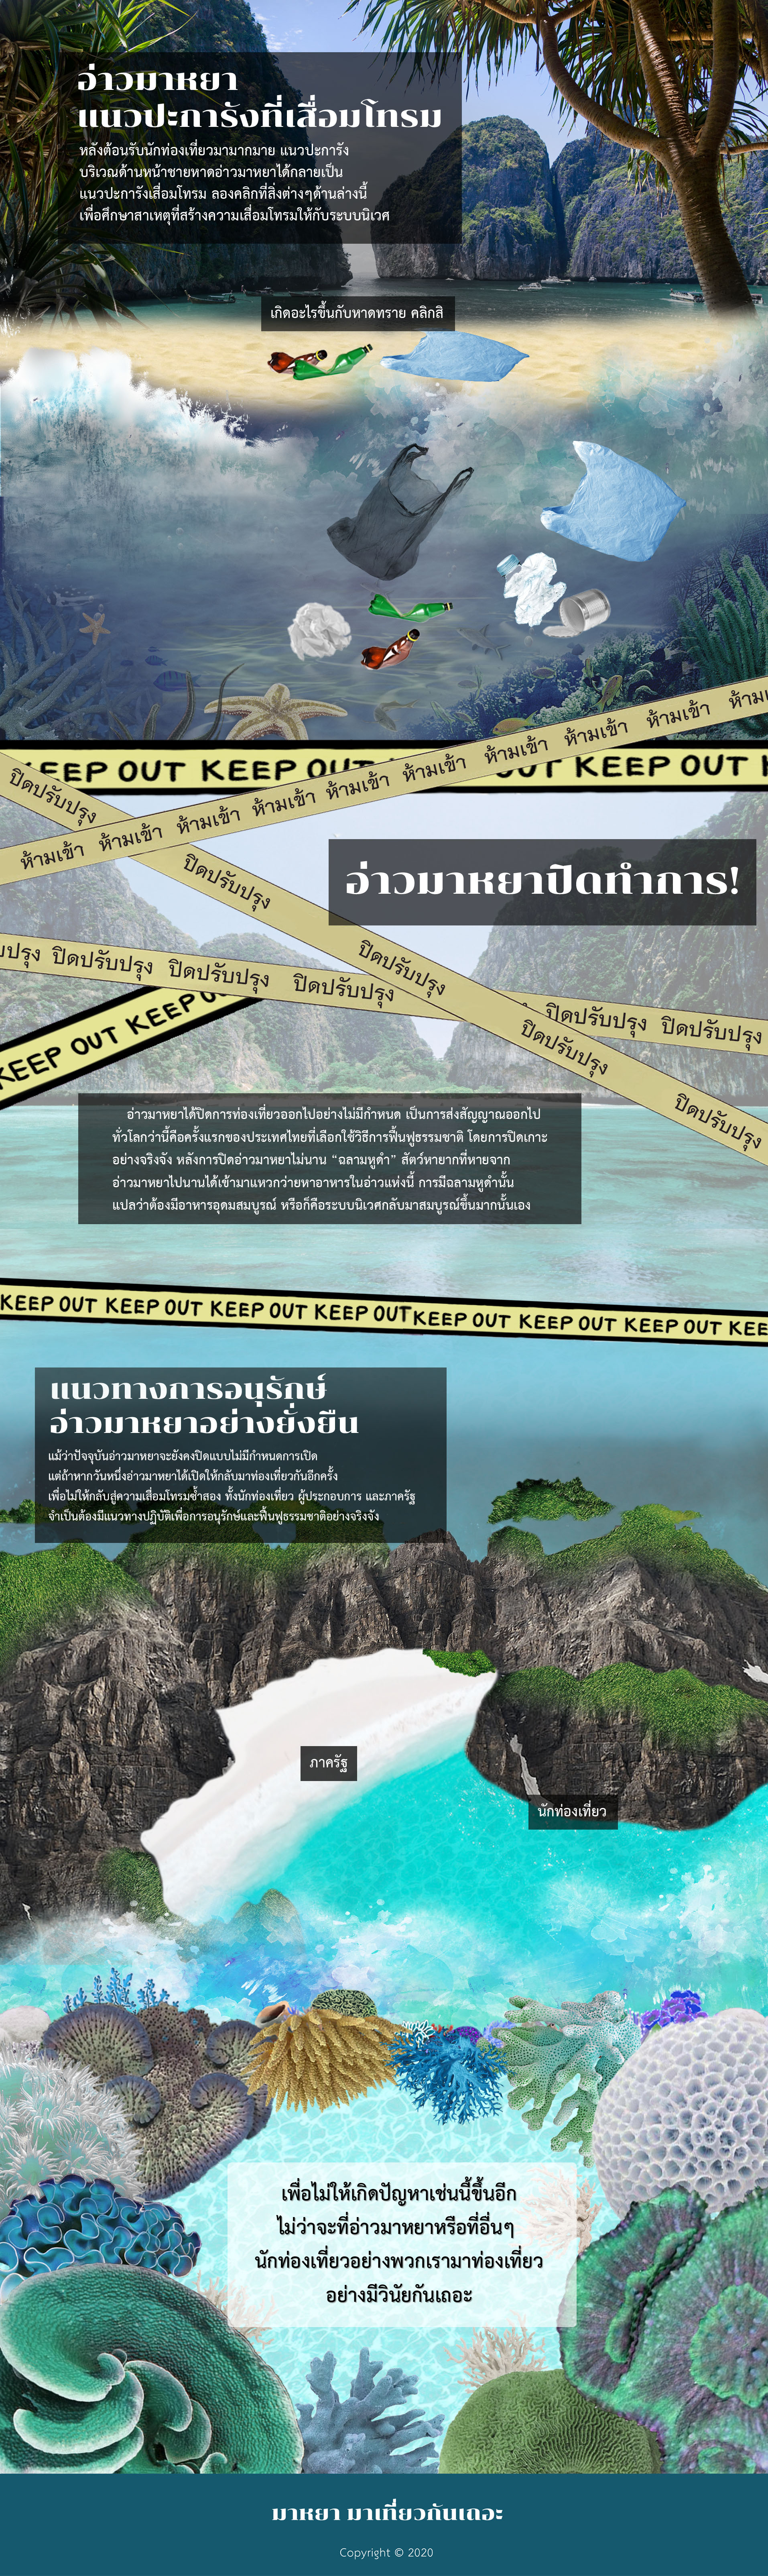 อ่าวมาหยา
แนวปะการังที่เสื่อมโทรม
หลังต้อนรับนักท่องเที่ยวมามากมาย แนวปะการัง
บริเวณด้านหน้าชายหาดอ่าวมาหยาได้กลายเป็น
แนวปะการังเสื่อมโทรม ลองคลิกที่สิ่งต่างๆด้านล่างนี้
เพื่อศึกษาสาเหตุที่สร้างความเสื่อมโทรมให้กับระบบนิเวศ
เกิดอะไรขึ้นกับหาดทราย คลิกสิ
ห้ามเข้า ห้ามเข้า ห้ามเข้า ห้ามเข้า ห้ามเข้า ห้ามเข้า ห้ามเข้า ห้ามเข้า ห้ามเข้า ห้ามเข้า
KEEP OUT KEEP OUT KEEP OUT KEEP OUT
ปิดปรับปรุง ปิดปรับปรุง ปิดปรับปรุง ปิดปรับปรุง ปิดปรับปรุง
อ่าวมาหยาปิดทำการ!
ปิดปรับปรุง ปิดปรับปรุง ปิดปรับปรุง ปิดปรับปรุง ปิดปรับปรุง
KEEP OUT KEEP OUT
อ่าวมาหยาได้ปิดการท่องเที่ยวออกไปอย่างไม่มีกำหนด เป็นการส่งสัญญาณออกไป
ทั่วโลกว่านี้คือครั้งแรกของประเทศไทยที่เลือกใช้วิธีการฟื้นฟูธรรมชาติ โดยการปิดเกาะ
อย่างจริงจัง หลังการปิดอ่าวมาหยาไม่นาน “ฉลามหูดำ” สัตว์หายากที่หายจาก
อ่าวมาหยาไปนานได้เข้ามาแหวกว่ายหาอาหารในอ่าวแห่งนี้ การมีฉลามหูดำนั้น
แปลว่าต้องมีอาหารอุดมสมบูรณ์ หรือก็คือระบบนิเวศกลับมาสมบูรณ์ขึ้นมากนั้นเอง
KEEP OUT KEEP OUT KEEP OUT KEEP OUT KEEP OUT KEEP OUT KEEP OUT KEE
แนวทางการอนุรักษ์
อ่าวมาหยาอย่างยั่งยืน
แม้ว่าปัจจุบันอ่าวมาหยาจะยังคงปิดแบบไม่มีกำหนดการเปิด
แต่ถ้าหากวันหนึ่งอ่าวมาหยาได้เปิดให้กลับมาท่องเที่ยวกันอีกครั้ง
เพื่อไม่ให้กลับสู่ความเสื่อมโทรมซ้ำสอง ทั้งนักท่องเที่ยว ผู้ประกอบการ และภาครัฐ
จำเป็นต้องมีแนวทางปฏิบัติเพื่อการอนุรักษ์และฟื้นฟูธรรมชาติอย่างจริงจัง
ภาครัฐ
นักท่องเที่ยว
เพื่อไม่ให้เกิดปัญหาเช่นนี้ขึ้นอีก
ไม่ว่าจะที่อ่าวมาหยาหรือที่อื่นๆ
นักท่องเที่ยวอย่างพวกเรามาท่องเที่ยว
อย่างมีวินัยกันเถอะ
มาหยา มาเที่ยวกันเถอะ
Copyright © 2020